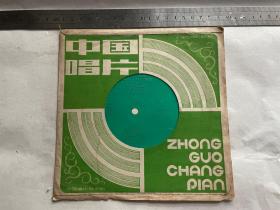 中国
唱片
ZHONG
GUO
CHANG
PIAN